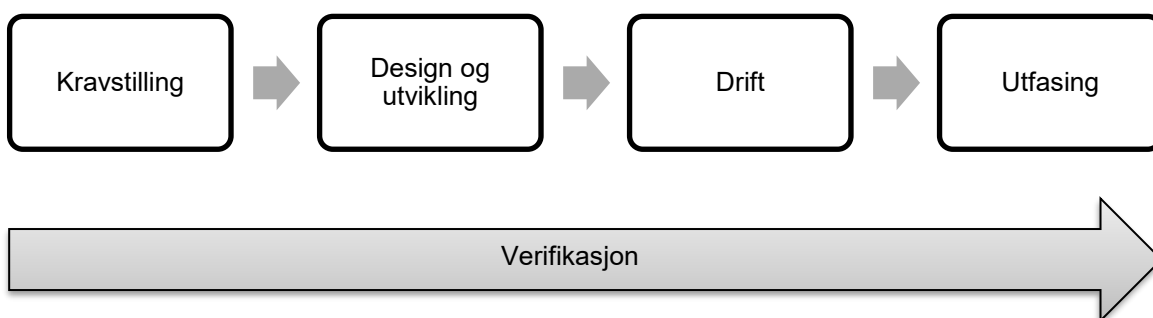 Kravstilling
Design og
utvikling
Drift
Utfasing
Verifikasjon